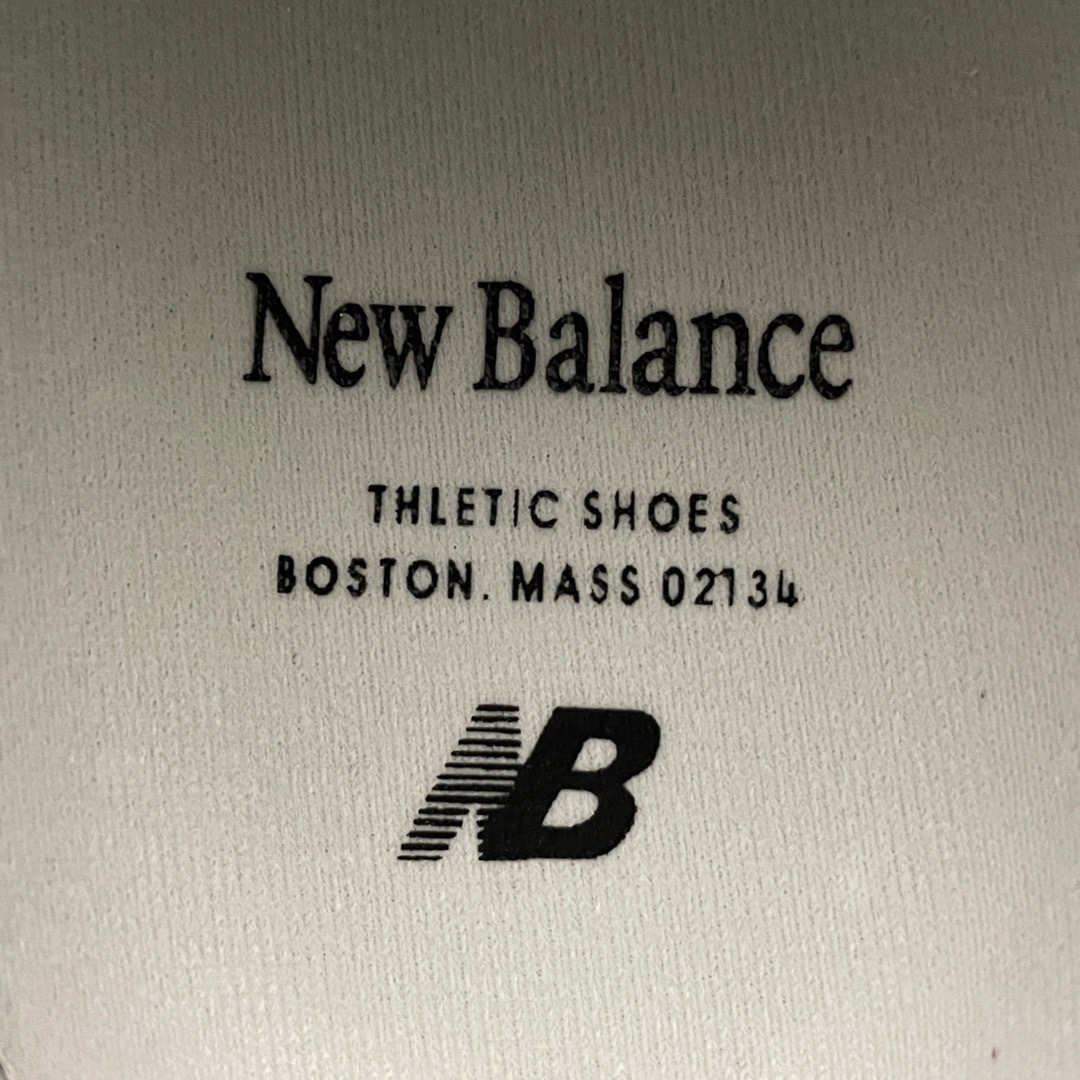 New Balance
THLETIC SHOES
BOSTON. MASS 02134
NB